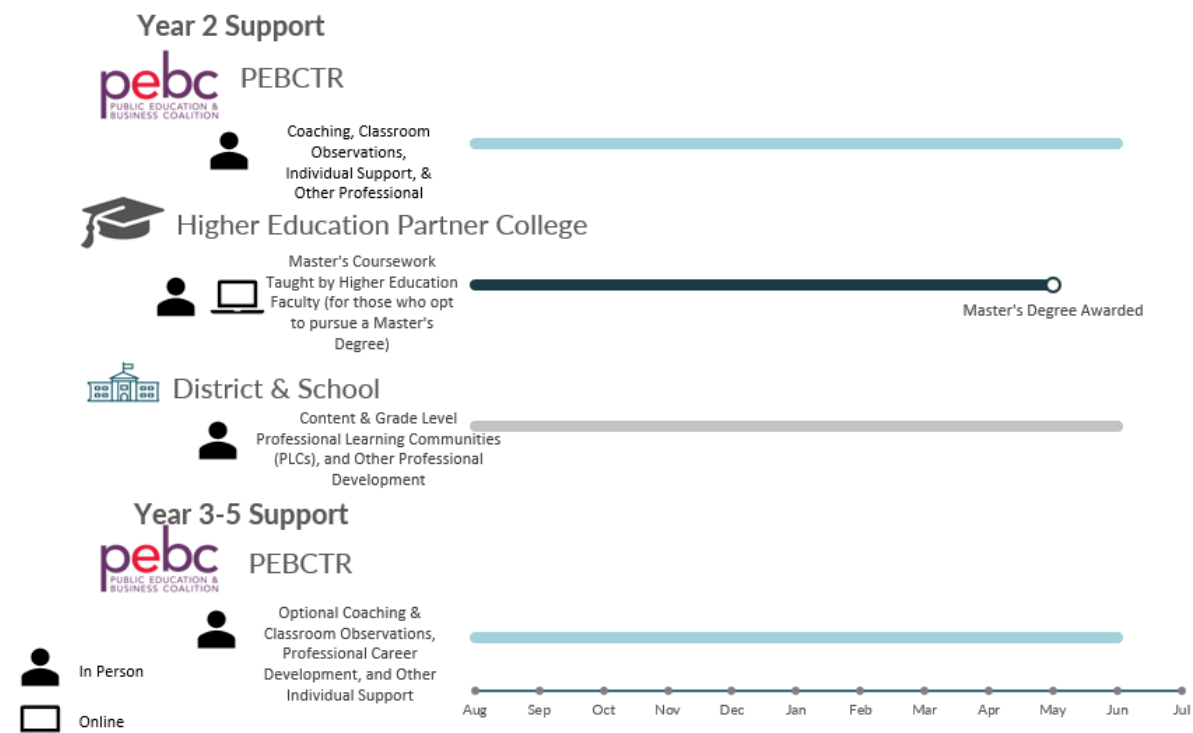 Year 2 Support
pebc
PUBLIC EDUCATION &
BUSINESS COALITION
PEBCTR
Coaching, Classroom
Observations,
Individual Support, &
Other Professional
Higher Education Partner College
Master's Coursework
Taught by Higher Education
Faculty (for those who opt
to pursue a Master's
Degree)
Master's Degree Awarded
District & School
Content & Grade Level
Professional Learning Communities
(PLCs), and Other Professional
Development
Year 3-5 Support
pebc
PUBLIC EDUCATION &
BUSINESS COALITION
PEBCTR
Optional Coaching &
Classroom Observations,
Professional Career
Development, and Other
Individual Support
In Person
Online
Aug Sep Oct Nov Dec Jan Feb Mar Apr May Jun Jul